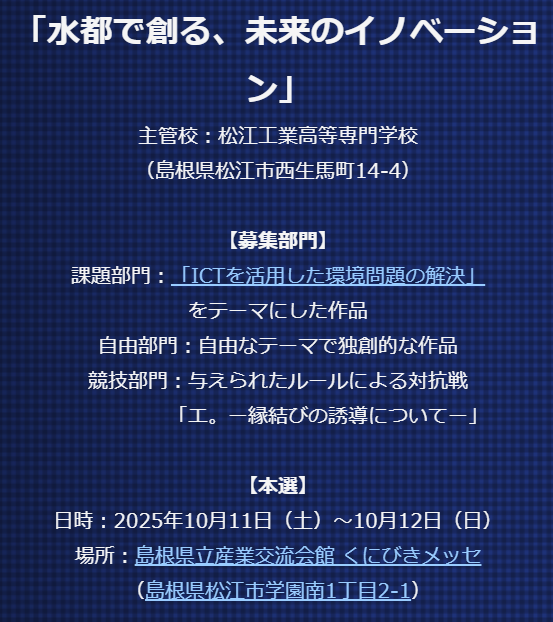 「水都で創る、未来のイノベーショ
ン」
主管校：松江工業高等専門学校
（島根県松江市西生馬町14-4）
【募集部門】
課題部門：「ICTを活用した環境問題の解決」
をテーマにした作品
自由部門：自由なテーマで独創的な作品
競技部門：与えられたルールによる対抗戦
「エ。ー縁結びの誘導についてー」
【本選】
日時：2025年10月11日（土）～10月12日（日）
場所：島根県立産業交流会館 くにびきメッセ
（島根県松江市学園南1丁目2-1）